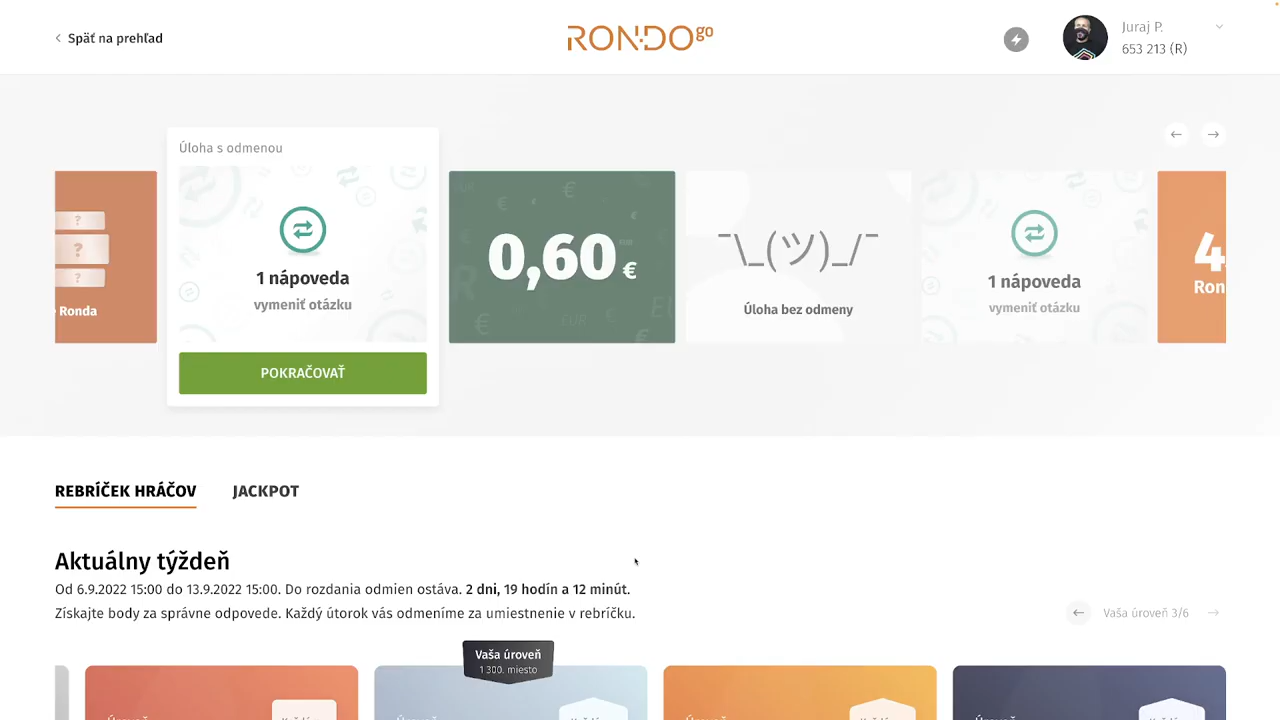 Späť na prehľad
RONDO go
Juraj P.
653 213 (R)
Úloha s odmenou
? 
?
?
Ronda
1 nápoveda
vymeniť otázku
POKRAČOVAŤ
0,60 €
¯\_(ツ)_/¯
Úloha bez odmeny
1 nápoveda
vymeniť otázku
4
Ron
REBRÍČEK HRÁČOV
JACKPOT
Aktuálny týždeň
Od 6.9.2022 15:00 do 13.9.2022 15:00. Do rozdania odmien ostáva. 2 dni, 19 hodín a 12 minút.
Získajte body za správne odpovede. Každý útorok vás odmeníme za umiestnenie v rebríčku.
Vaša úroveň 3/6
Vaša úroveň
1 300. miesto